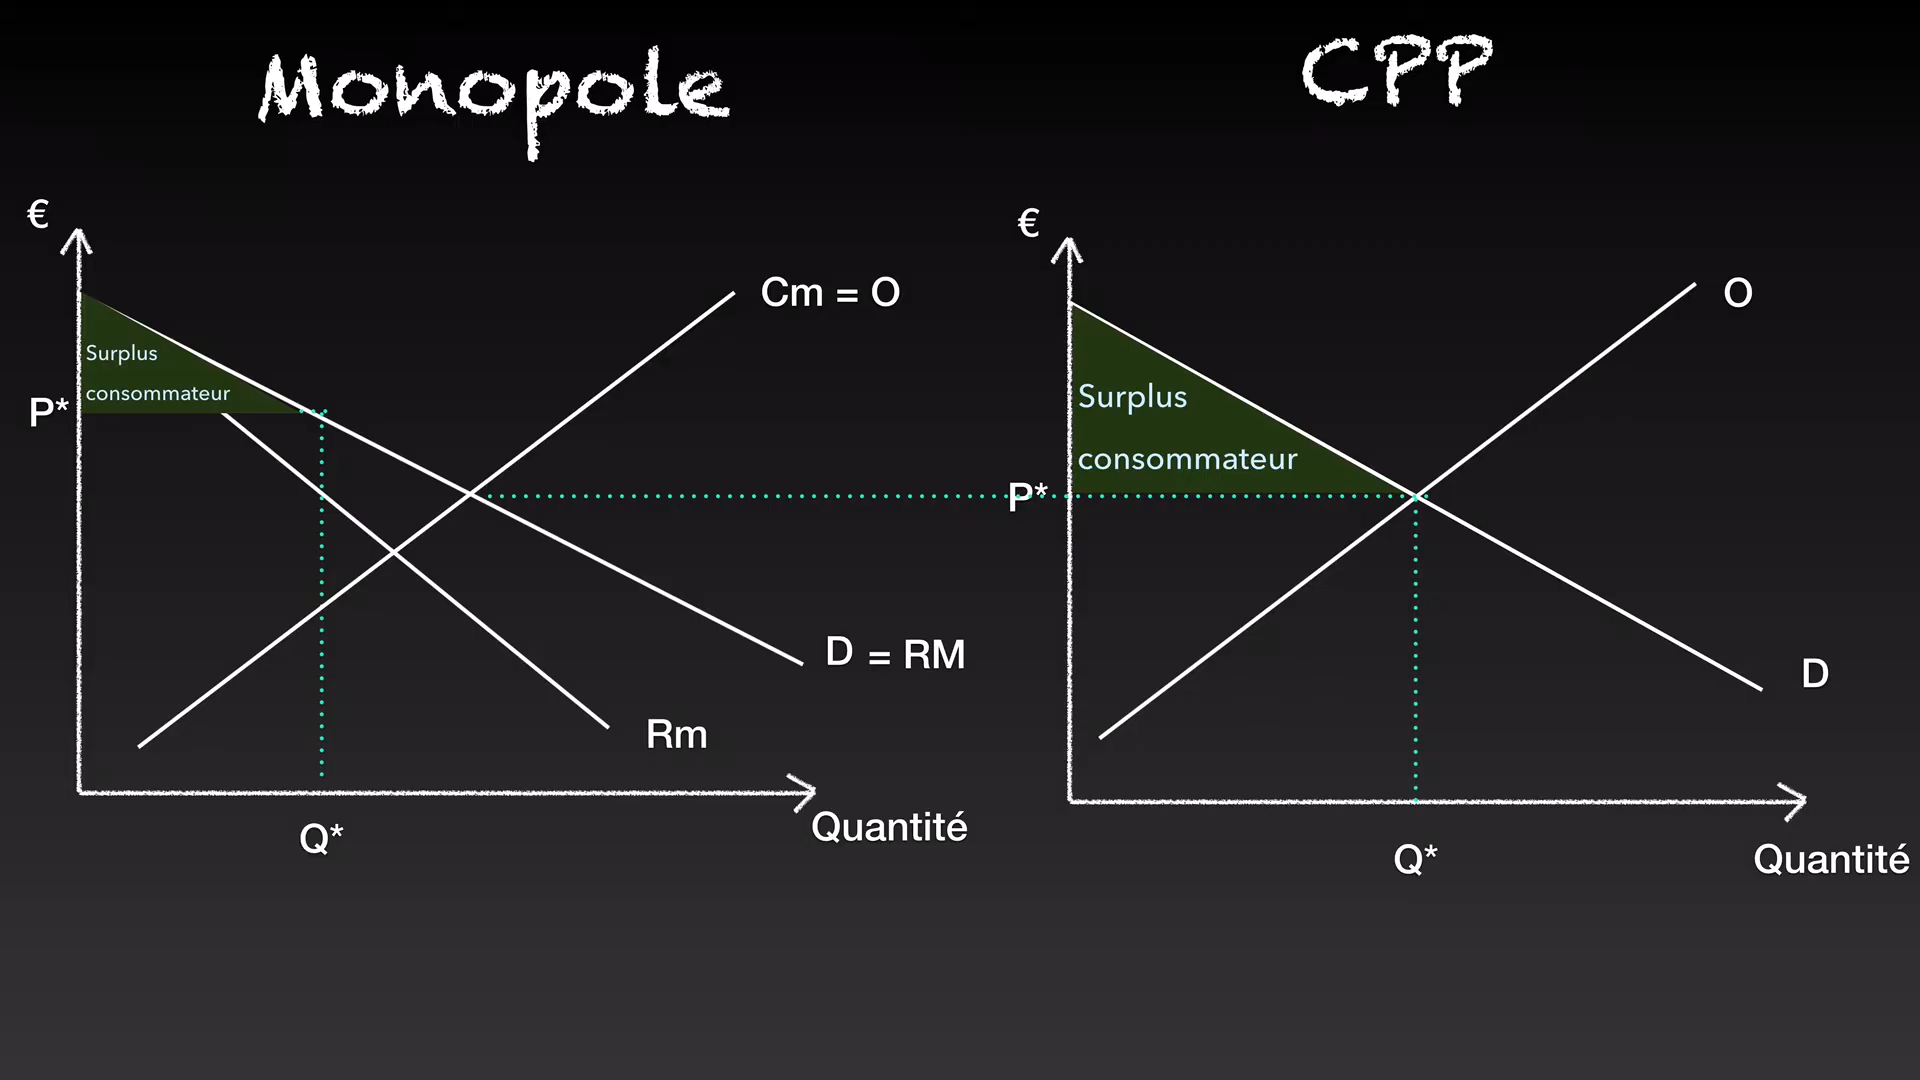 Monopole
CPP
€
Cm = O
Surplus
consommateur
P*
D = RM
Rm
Q*
Quantité
€
O
Surplus
consommateur
P*
D
Q*
Quantité